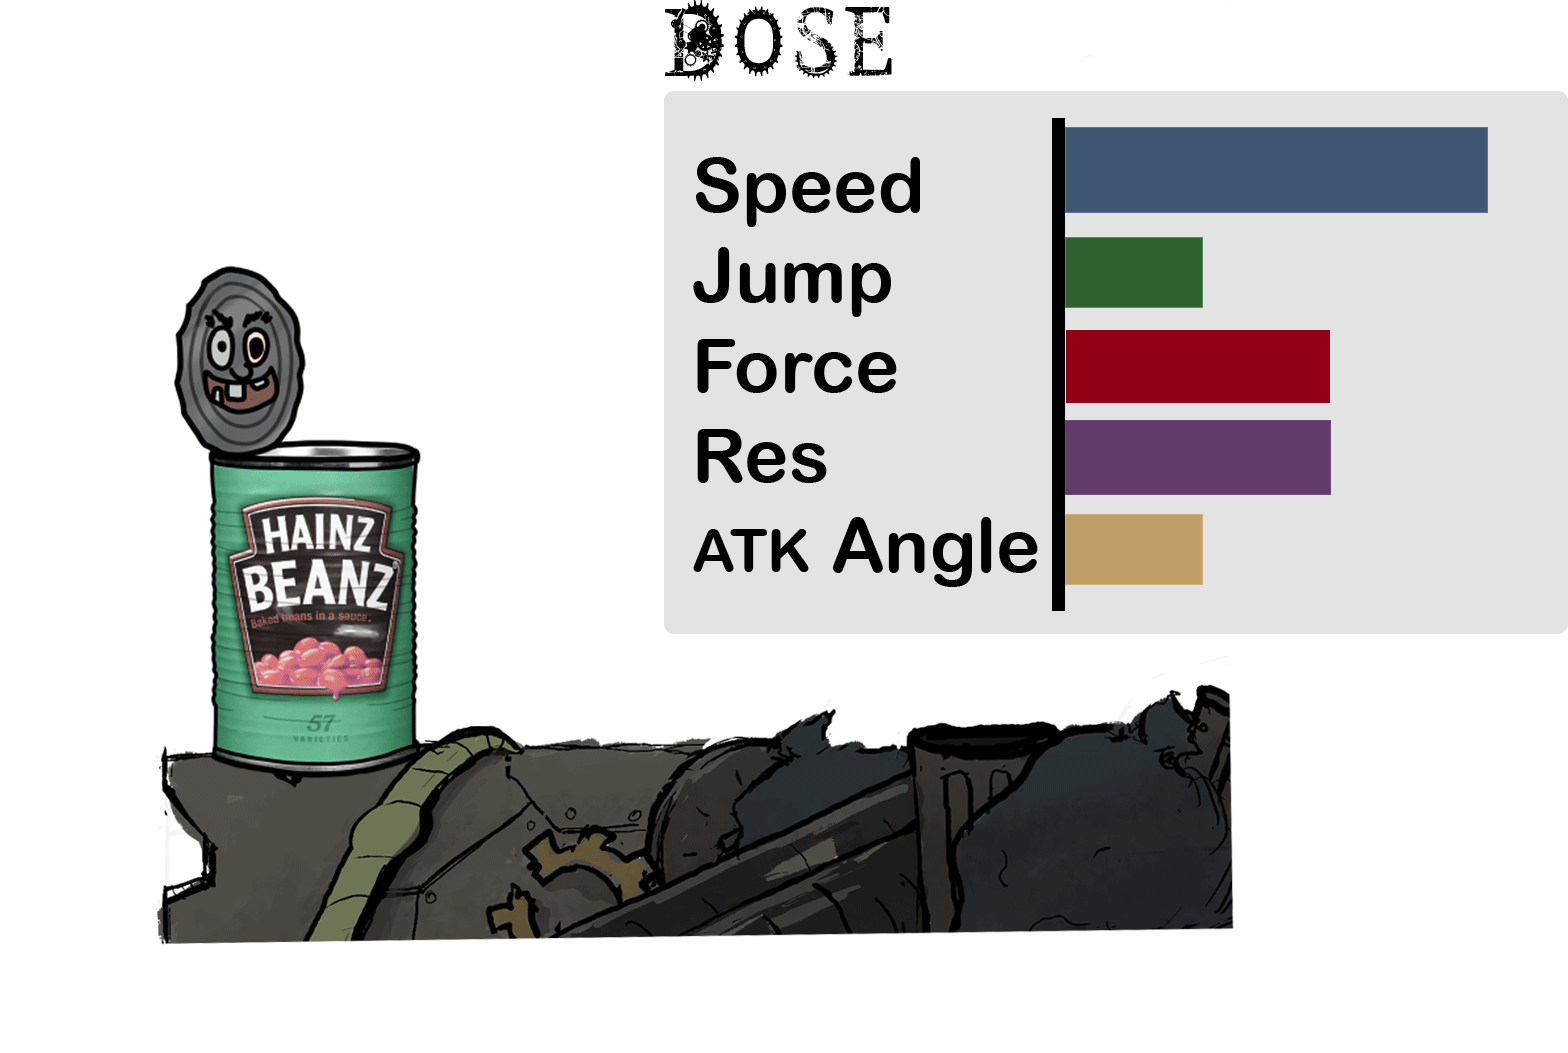 DOSE
Speed
Jump
Force
Res
ATK Angle
HAINZ
BEANZ
Baked beans in a sauce.
57
VARIETIES